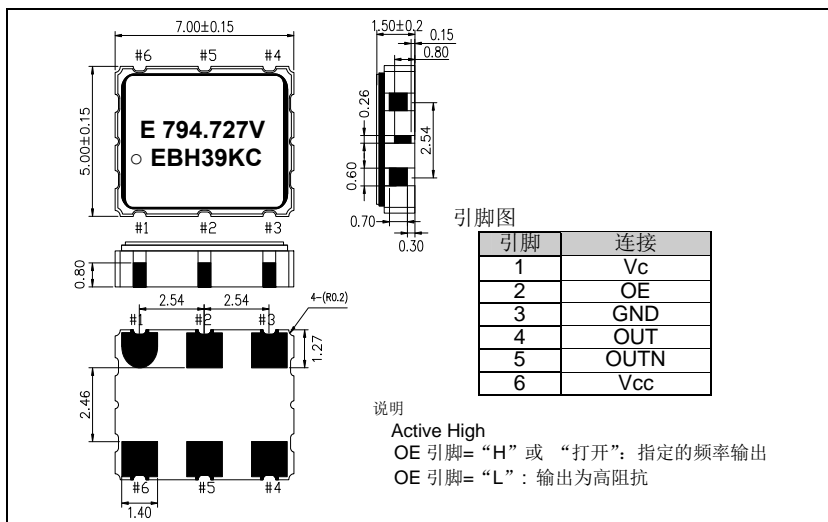 7.00±0.15
#6 #5 #4
5.00±0.15
E 794.727V
EBH39KC
#1 #2 #3
1.50±0.2
0.15
0.80
0.26
2.54
0.60
0.70
0.30
0.80
2.54 2.54
4-(R0.2)
#1 #2 #3
1.27
2.46
#6 #5 #4
1.40
引脚图
引脚 连接
1 Vc
2 OE
3 GND
4 OUT
5 OUTN
6 Vcc
说明
Active High
OE 引脚= “H” 或 “打开”: 指定的频率输出
OE 引脚= “L” : 输出为高阻抗